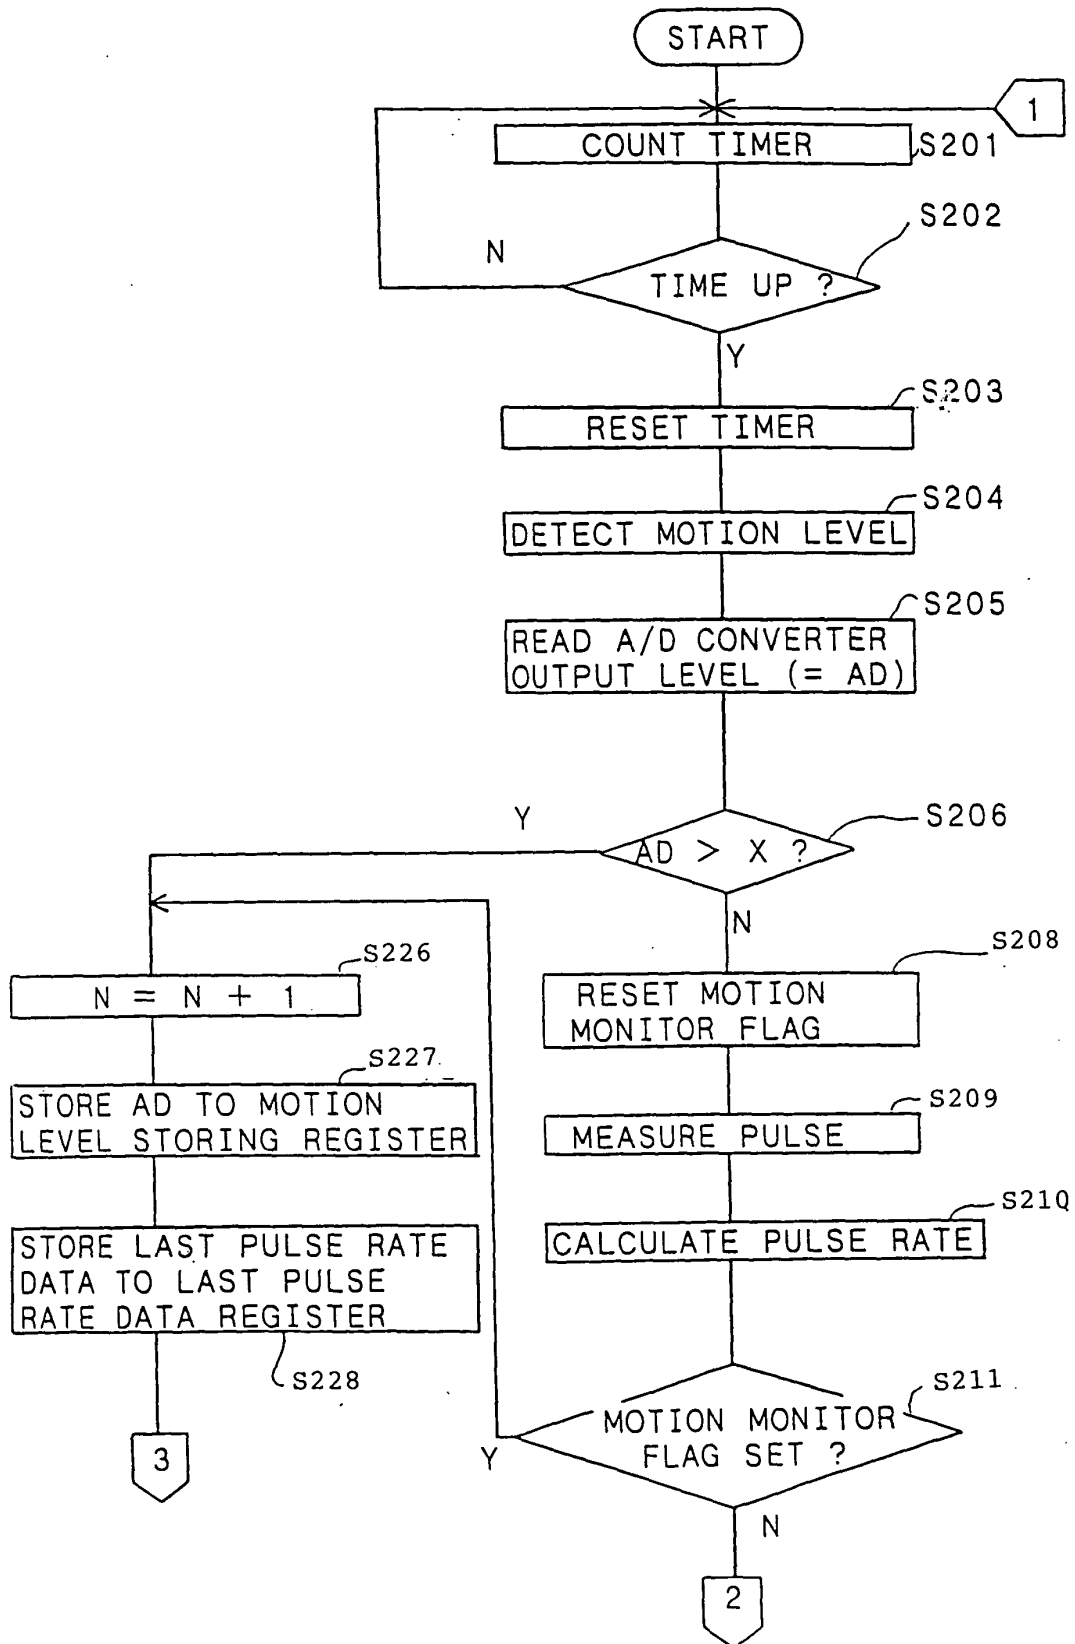 START
1
COUNT TIMER
S201
S202
N
TIME UP ?
Y
S203
RESET TIMER
S204
DETECT MOTION LEVEL
S205
READ A/D CONVERTER
OUTPUT LEVEL (= AD)
Y
S206
AD > X ?
N
S226
S208
N = N + 1
RESET MOTION
MONITOR FLAG
S227
STORE AD TO MOTION
LEVEL STORING REGISTER
S209
MEASURE PULSE
S210
CALCULATE PULSE RATE
STORE LAST PULSE RATE
DATA TO LAST PULSE
RATE DATA REGISTER
S228
S211
MOTION MONITOR
FLAG SET ?
Y
3
N
2